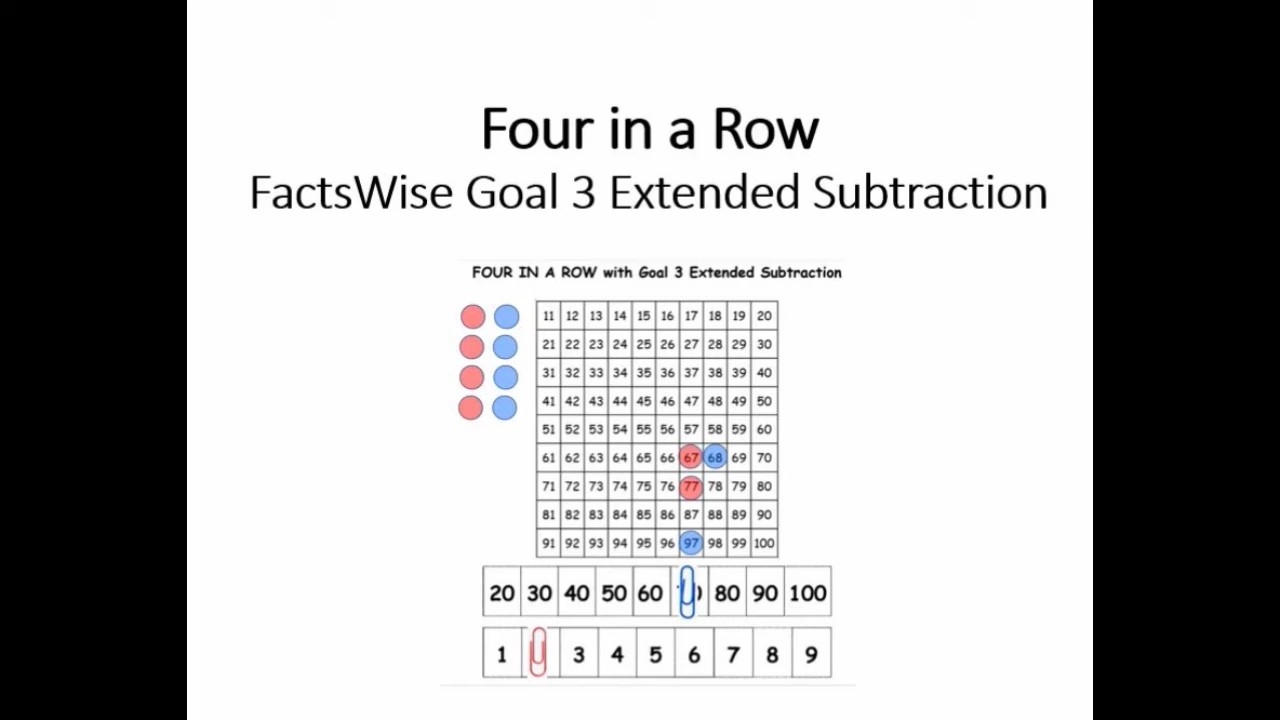 Four in a Row
FactsWise Goal 3 Extended Subtraction
FOUR IN A ROW with Goal 3 Extended Subtraction
11 12 13 14 15 16 17 18 19 20
21 22 23 24 25 26 27 28 29 30
31 32 33 34 35 36 37 38 39 40
41 42 43 44 45 46 47 48 49 50
51 52 53 54 55 56 57 58 59 60
61 62 63 64 65 66 67 68 69 70
71 72 73 74 75 76 77 78 79 80
81 82 83 84 85 86 87 88 89 90
91 92 93 94 95 96 97 98 99 100
20 30 40 50 60 80 90 100
1 3 4 5 6 7 8 9